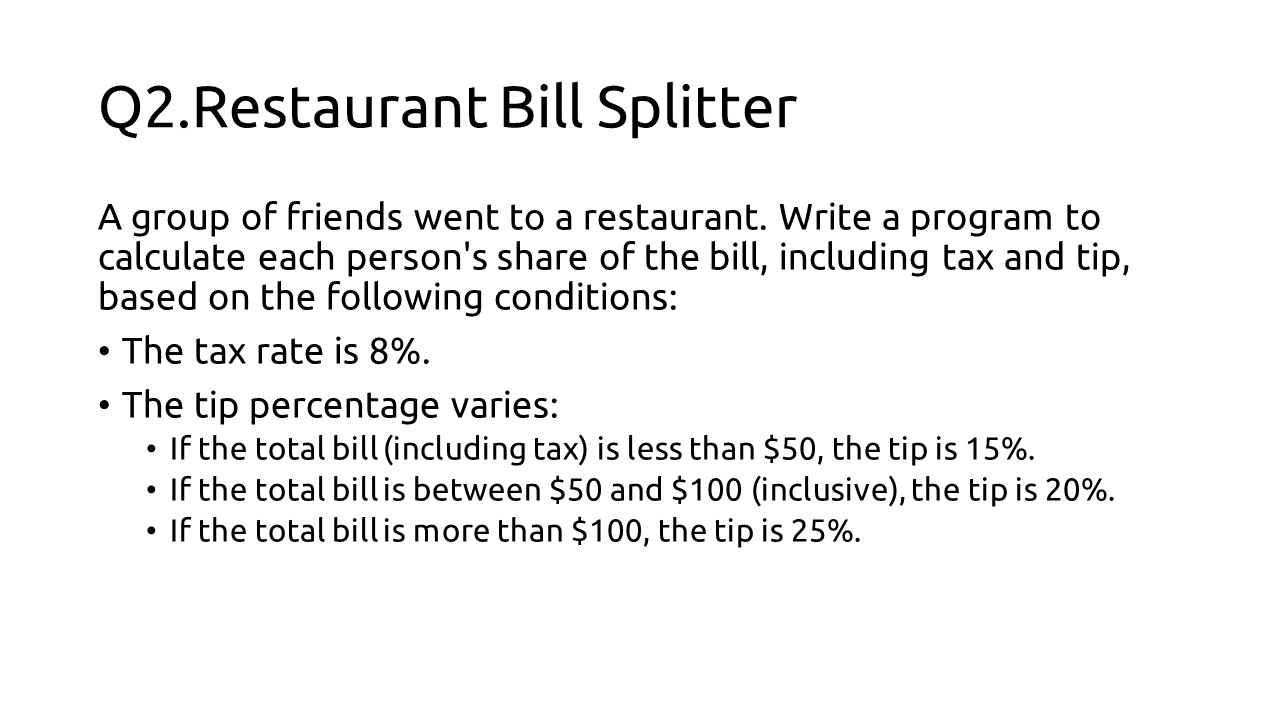 Q2.Restaurant Bill Splitter
A group of friends went to a restaurant. Write a program to
calculate each person's share of the bill, including tax and tip,
based on the following conditions:
• The tax rate is 8%.
• The tip percentage varies:
• If the total bill (including tax) is less than $50, the tip is 15%.
• If the total bill is between $50 and $100 (inclusive), the tip is 20%.
• If the total bill is more than $100, the tip is 25%.